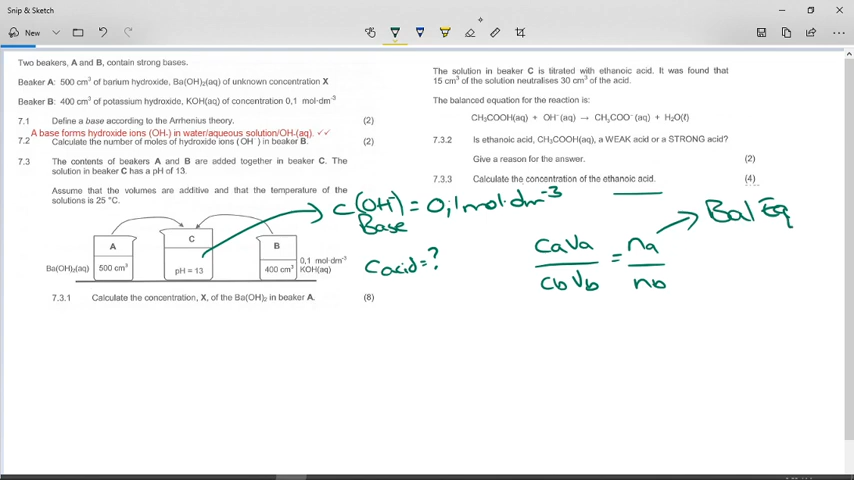 Snip & Sketch
New
Two beakers, A and B, contain strong bases.
Beaker A: 500 cm³ of barium hydroxide, Ba(OH)₂(aq) of unknown concentration X
Beaker B: 400 cm³ of potassium hydroxide, KOH(aq) of concentration 0,1 mol·dm⁻³
7.1 Define a base according to the Arrhenius theory. (2)
A base forms hydroxide ions (OH-) in water/aqueous solution/OH-(aq). ✓✓
7.2 Calculate the number of moles of hydroxide ions (OH⁻) in beaker B. (2)
7.3 The contents of beakers A and B are added together in beaker C. The
solution in beaker C has a pH of 13.
Assume that the volumes are additive and that the temperature of the
solutions is 25 °C.
A
C
B
Ba(OH)₂(aq)
500 cm³
pH = 13
400 cm³
0,1 mol·dm⁻³
KOH(aq)
7.3.1 Calculate the concentration, X, of the Ba(OH)₂ in beaker A. (8)
The solution in beaker C is titrated with ethanoic acid. It was found that
15 cm³ of the solution neutralises 30 cm³ of the acid.
The balanced equation for the reaction is:
CH₃COOH(aq) + OH⁻(aq) → CH₃COO⁻(aq) + H₂O(ℓ)
7.3.2 Is ethanoic acid, CH₃COOH(aq), a WEAK acid or a STRONG acid?
Give a reason for the answer. (2)
7.3.3 Calculate the concentration of the ethanoic acid. (4)
c(OH⁻) = 0,1mol·dm⁻³
Base
Cacid = ?
CaVa / CbVb = na / nb
Bal Eq